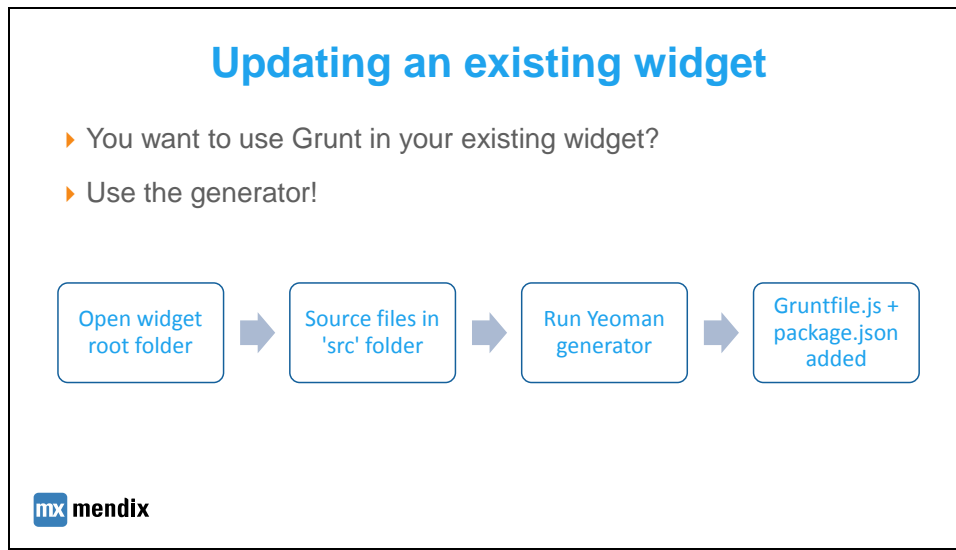 Updating an existing widget
You want to use Grunt in your existing widget?
Use the generator!
Open widget
root folder
Source files in
'src' folder
Run Yeoman
generator
Gruntfile.js +
package.json
added
mx mendix